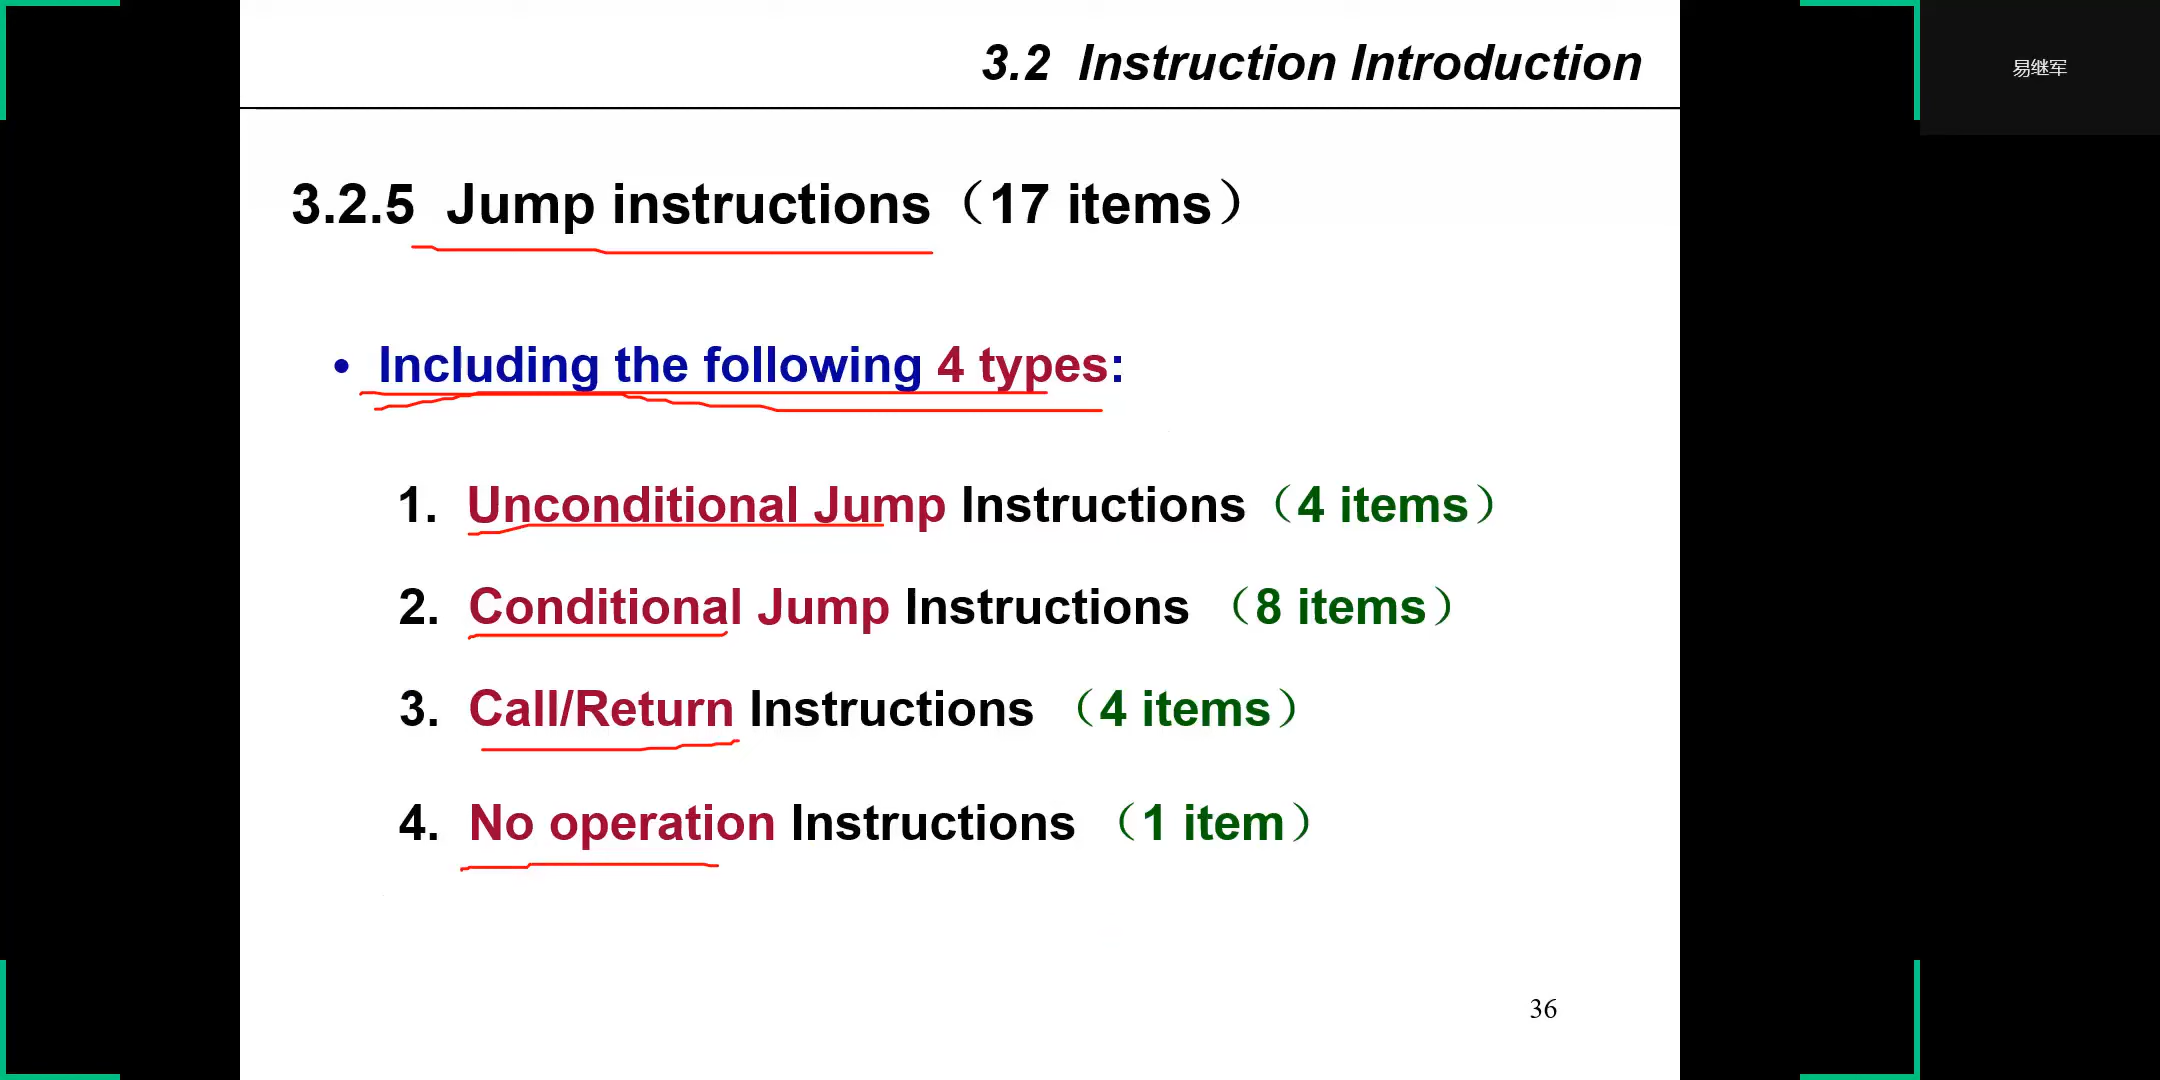 3.2 Instruction Introduction
易继军
3.2.5 Jump instructions（17 items）
• Including the following 4 types:
1. Unconditional Jump Instructions（4 items）
2. Conditional Jump Instructions （8 items）
3. Call/Return Instructions （4 items）
4. No operation Instructions （1 item）
36